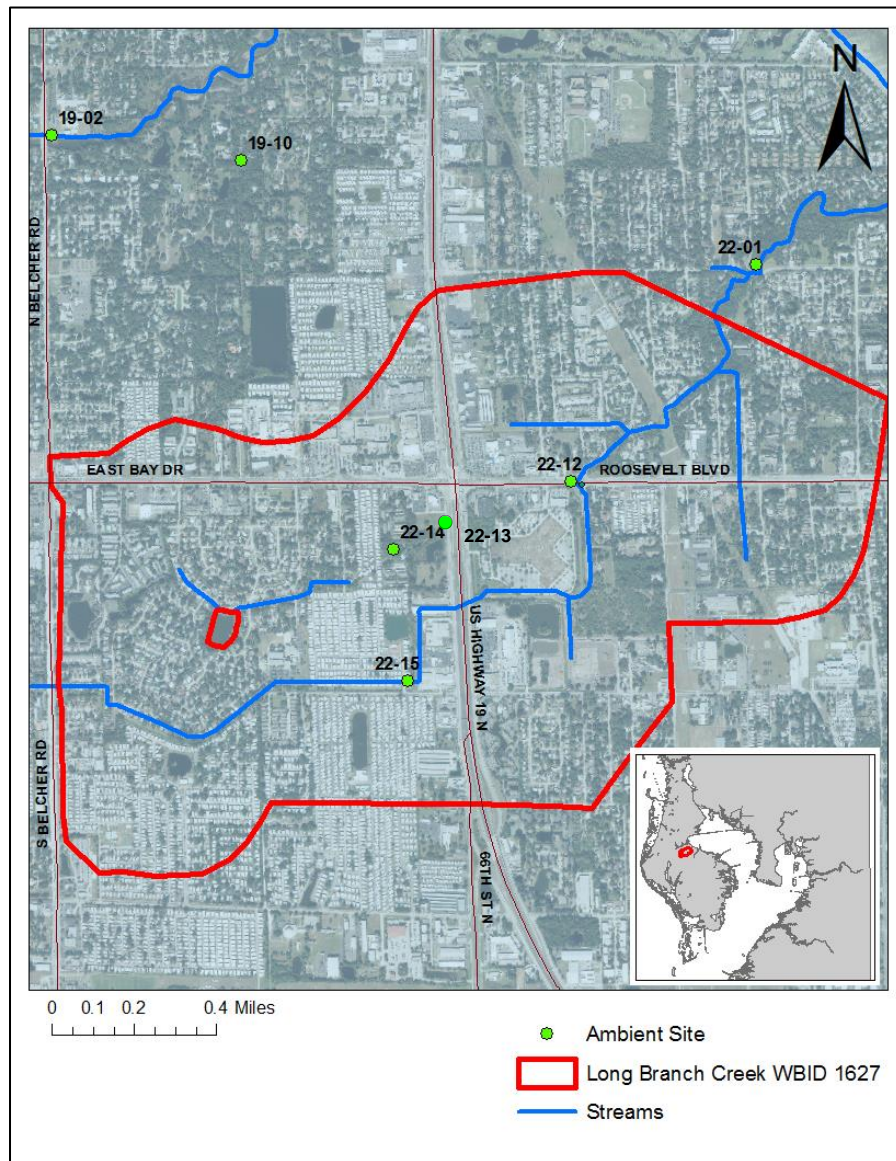 N
19-02
19-10
22-01
N BELCHER RD
EAST BAY DR
22-12
ROOSEVELT BLVD
22-14
22-13
22-15
US HIGHWAY 19 N
S BELCHER RD
66TH ST N
0 0.1 0.2 0.4 Miles
Ambient Site
Long Branch Creek WBID 1627
Streams